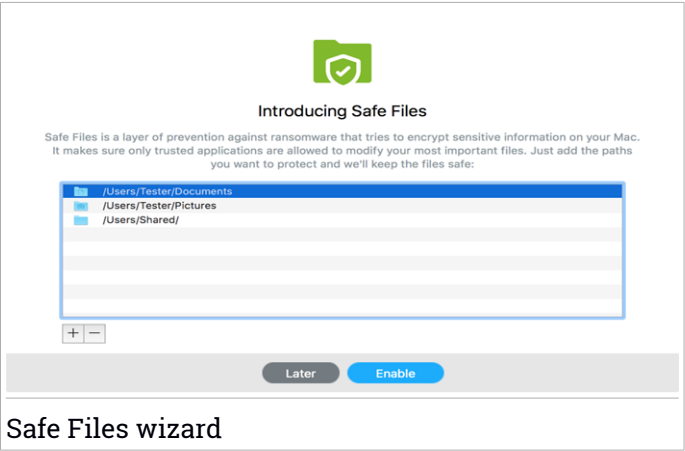 Introducing Safe Files
Safe Files is a layer of prevention against ransomware that tries to encrypt sensitive information on your Mac.
It makes sure only trusted applications are allowed to modify your most important files. Just add the paths
you want to protect and we'll keep the files safe:
/Users/Tester/Documents
/Users/Tester/Pictures
/Users/Shared/
+ −
Later Enable
Safe Files wizard